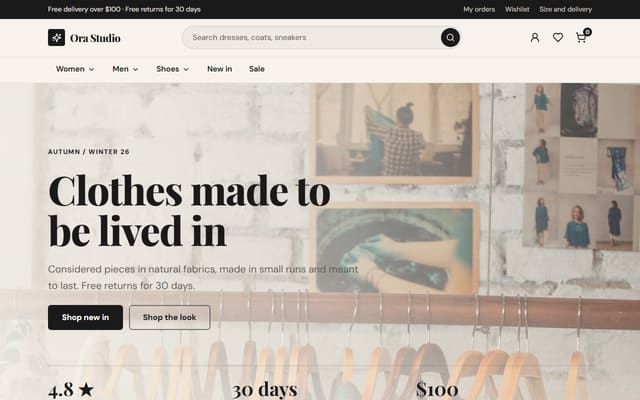 Free delivery over $100 · Free returns for 30 days
My orders Wishlist Size and delivery
Ora Studio
Search dresses, coats, sneakers
0
Women Men Shoes New in Sale
AUTUMN / WINTER 26
Clothes made to
be lived in
Considered pieces in natural fabrics, made in small runs and meant
to last. Free returns for 30 days.
Shop new in Shop the look
4.8 ★ 30 days $100